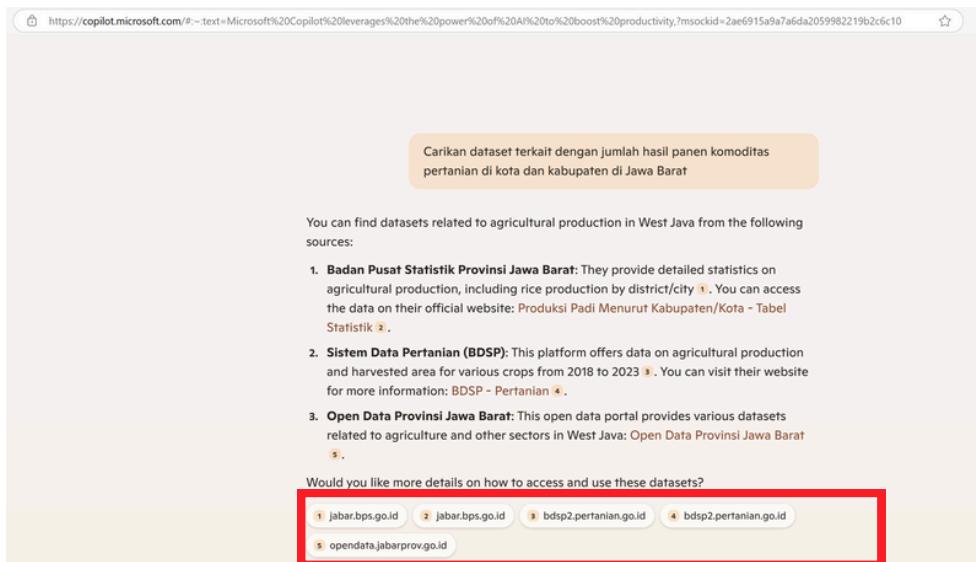 https://copilot.microsoft.com/#:~:text=Microsoft%20Copilot%20leverages%20the%20power%20of%20AI%20to%20boost%20productivity,?msockid=2ae6915a9a7a6da2059982219b2c6c10
Carikan dataset terkait dengan jumlah hasil panen komoditas
pertanian di kota dan kabupaten di Jawa Barat
You can find datasets related to agricultural production in West Java from the following
sources:
1. Badan Pusat Statistik Provinsi Jawa Barat: They provide detailed statistics on
agricultural production, including rice production by district/city 1. You can access
the data on their official website: Produksi Padi Menurut Kabupaten/Kota - Tabel
Statistik 2.
2. Sistem Data Pertanian (BDSP): This platform offers data on agricultural production
and harvested area for various crops from 2018 to 2023 3. You can visit their website
for more information: BDSP - Pertanian 4.
3. Open Data Provinsi Jawa Barat: This open data portal provides various datasets
related to agriculture and other sectors in West Java: Open Data Provinsi Jawa Barat
5.
Would you like more details on how to access and use these datasets?
1 jabar.bps.go.id 2 jabar.bps.go.id 3 bdsp2.pertanian.go.id 4 bdsp2.pertanian.go.id
5 opendata.jabarprov.go.id